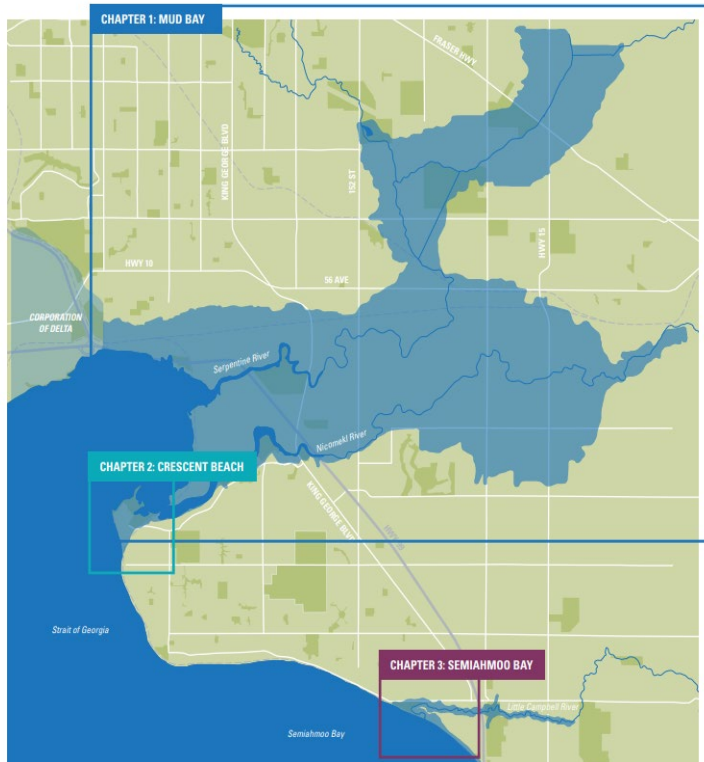 CHAPTER 1: MUD BAY
FRASER HWY
KING GEORGE BLVD
152 ST
HWY 15
HWY 10
56 AVE
CORPORATION
OF DELTA
Serpentine River
Nicomekl River
CHAPTER 2: CRESCENT BEACH
KING GEORGE BLVD
HWY 99
Strait of Georgia
CHAPTER 3: SEMIAHMOO BAY
Little Campbell River
Semiahmoo Bay